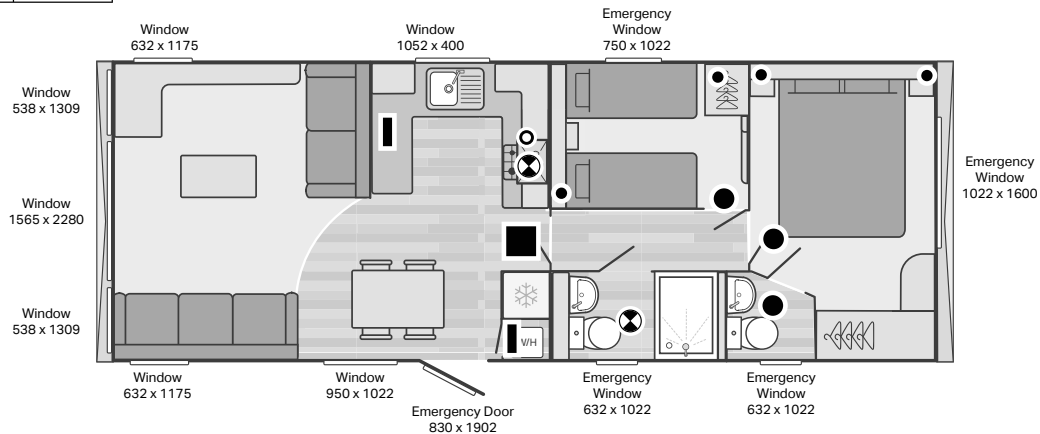 Emergency
Window
750 x 1022
Window
632 x 1175
Window
1052 x 400
Window
538 x 1309
Window
1565 x 2280
Window
538 x 1309
Emergency
Window
1022 x 1600
W/H
Window
632 x 1175
Window
950 x 1022
Emergency Door
830 x 1902
Emergency
Window
632 x 1022
Emergency
Window
632 x 1022